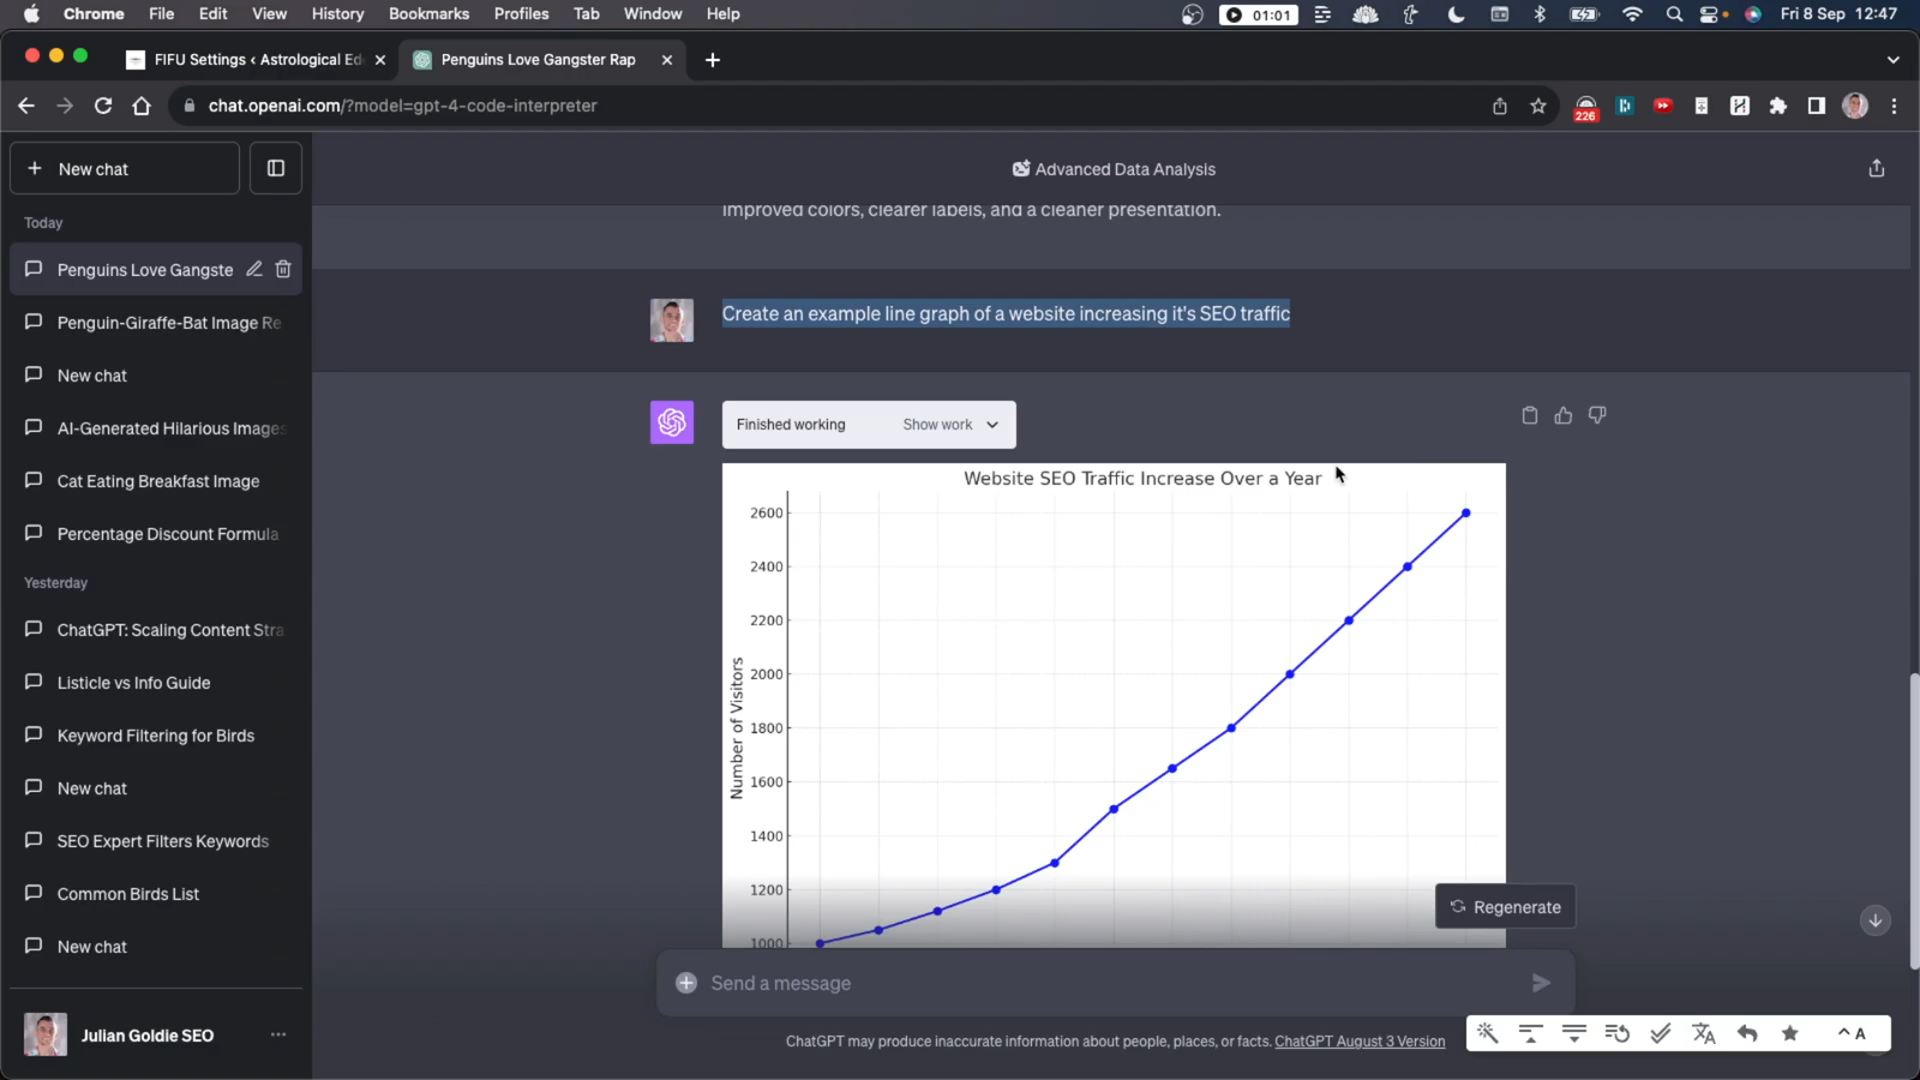 Chrome File Edit View History Bookmarks Profiles Tab Window Help 01:01 Fri 8 Sep 12:47
FIFU Settings ‹ Astrological Ed Penguins Love Gangster Rap
chat.openai.com/?model=gpt-4-code-interpreter 226
New chat
Advanced Data Analysis
Today
Penguins Love Gangste
Penguin-Giraffe-Bat Image Re
New chat
AI-Generated Hilarious Images
Cat Eating Breakfast Image
Percentage Discount Formula
Yesterday
ChatGPT: Scaling Content Stra
Listicle vs Info Guide
Keyword Filtering for Birds
New chat
SEO Expert Filters Keywords
Common Birds List
New chat
Julian Goldie SEO
improved colors, clearer labels, and a cleaner presentation.
Create an example line graph of a website increasing it's SEO traffic
Finished working Show work
Website SEO Traffic Increase Over a Year
Number of Visitors
2600
2400
2200
2000
1800
1600
1400
1200
1000
Regenerate
Send a message
ChatGPT may produce inaccurate information about people, places, or facts. ChatGPT August 3 Version
A